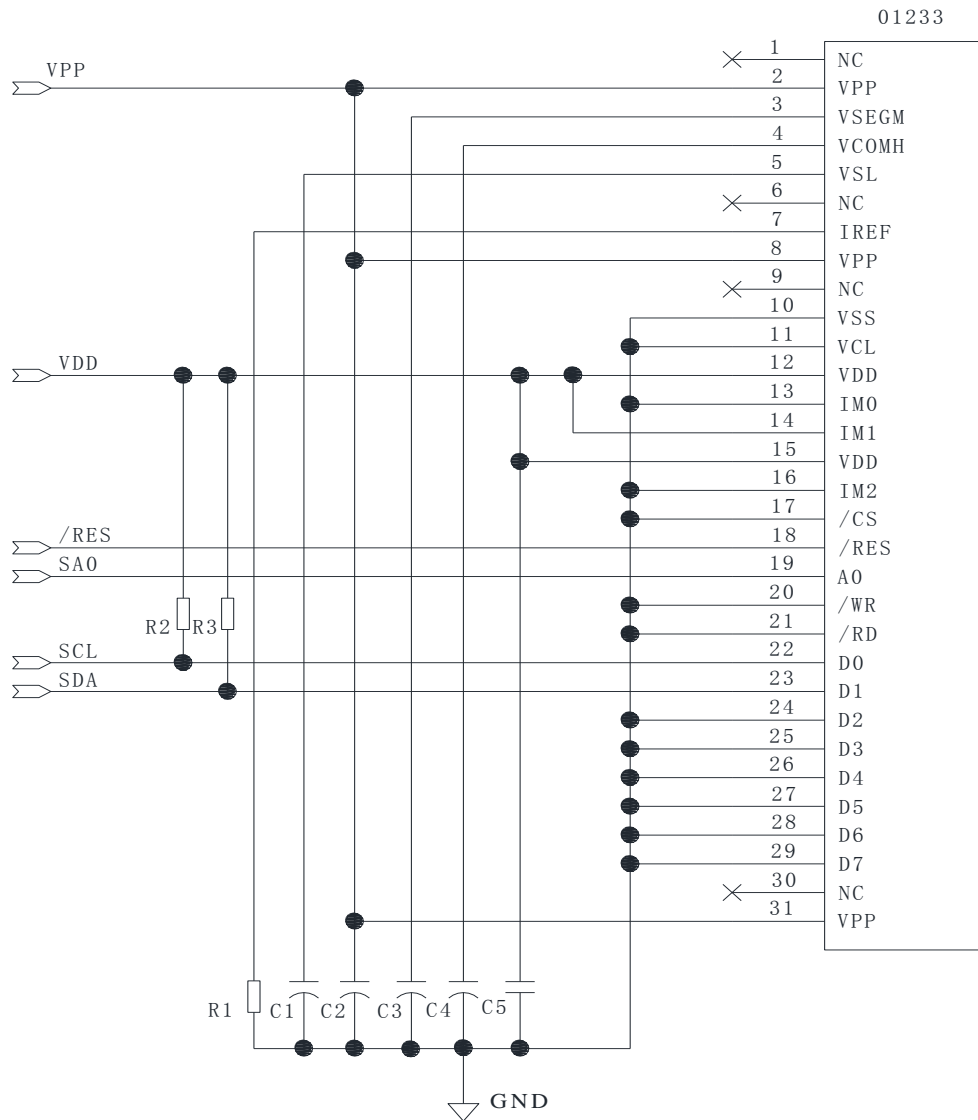 01233
1 NC
VPP 2 VPP
3 VSEGM
4 VCOMH
5 VSL
6 NC
7 IREF
8 VPP
9 NC
10 VSS
11 VCL
VDD 12 VDD
13 IM0
14 IM1
15 VDD
16 IM2
17 /CS
/RES 18 /RES
SA0 19 A0
20 /WR
R2 R3 21 /RD
SCL 22 D0
SDA 23 D1
24 D2
25 D3
26 D4
27 D5
28 D6
29 D7
30 NC
31 VPP
R1 C1 C2 C3 C4 C5
GND